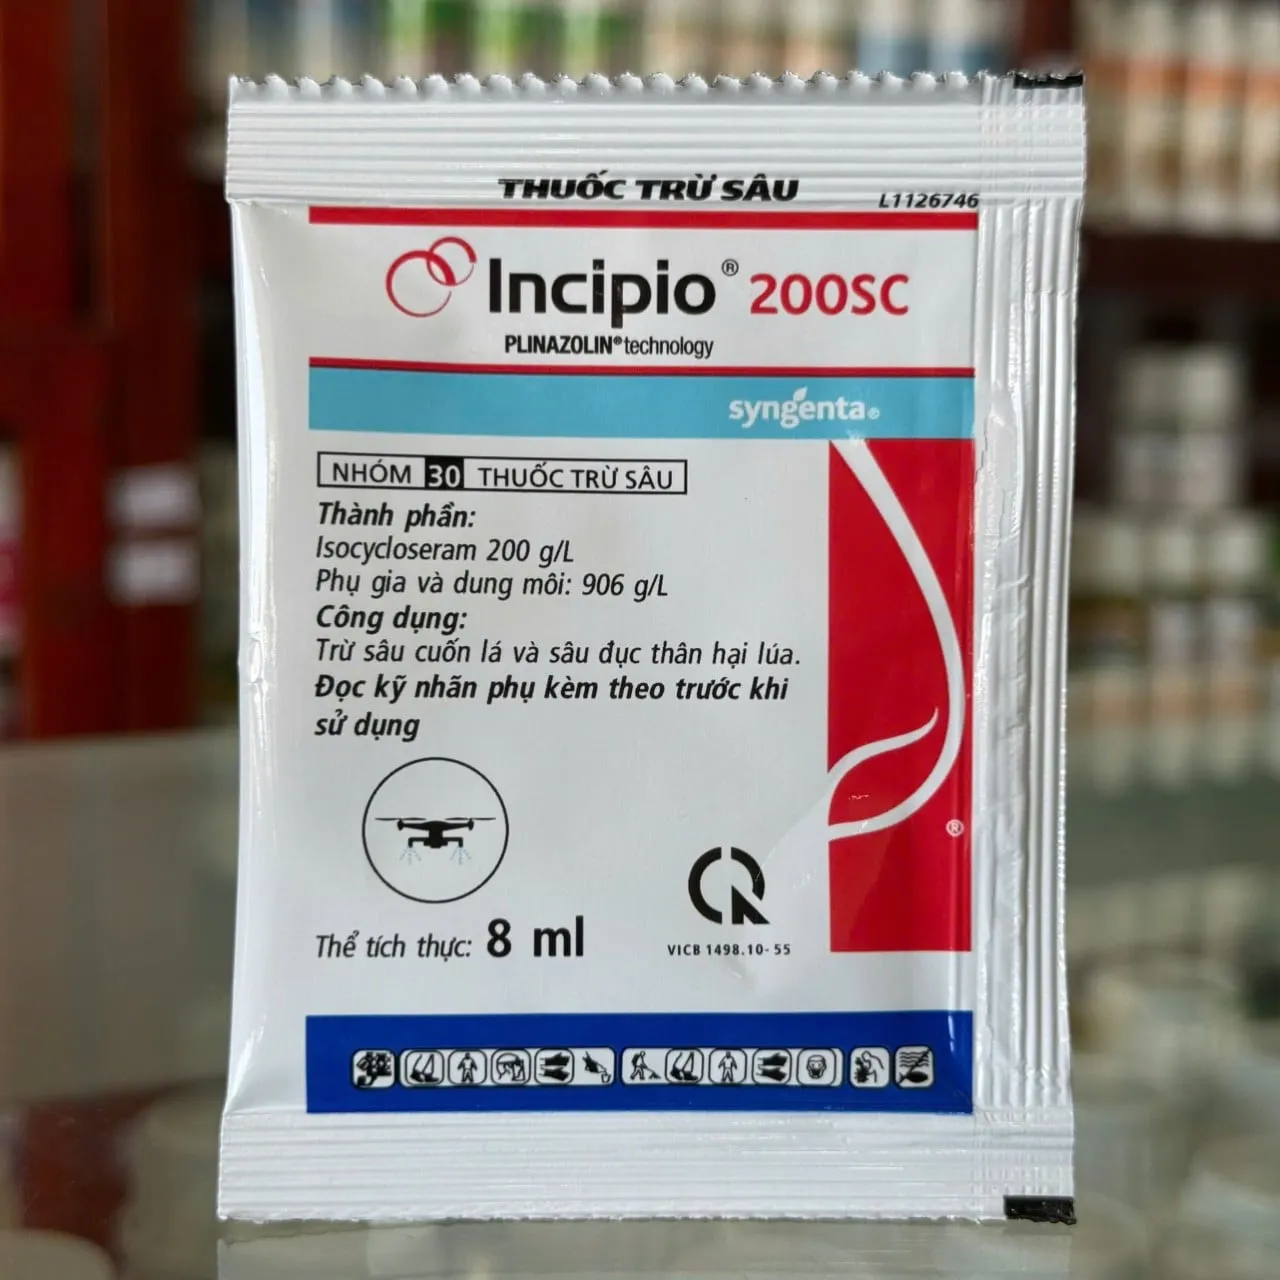 THUỐC TRỪ SÂU
L1126746
Incipio® 200SC
PLINAZOLIN® technology
syngenta®
NHÓM 30 THUỐC TRỪ SÂU
Thành phần:
Isocycloseram 200 g/L
Phụ gia và dung môi: 906 g/L
Công dụng:
Trừ sâu cuốn lá và sâu đục thân hại lúa.
Đọc kỹ nhãn phụ kèm theo trước khi
sử dụng
®
CR
Thể tích thực: 8 ml
VICB 1498.10- 55